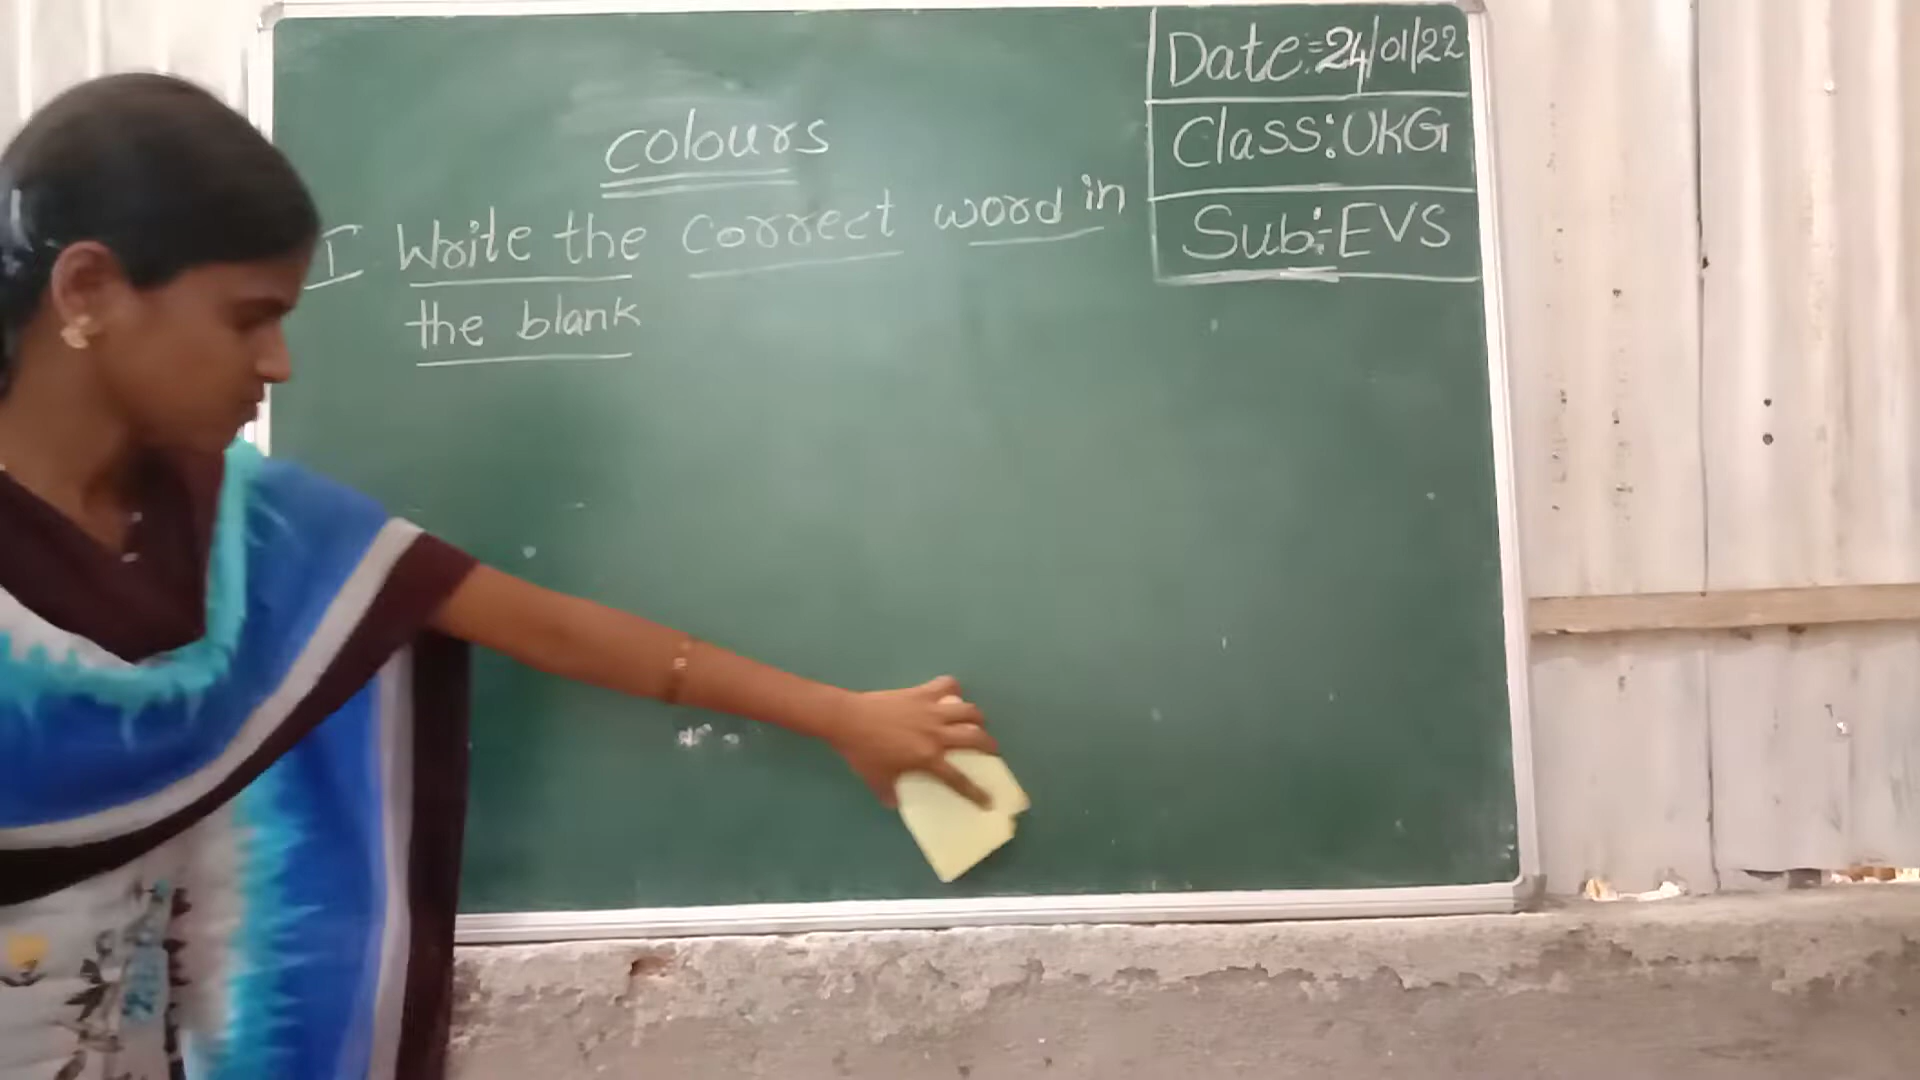 Date:=24/01/22
Class:UKG
Sub:-EVS
colours
I Write the correct word in
the blank